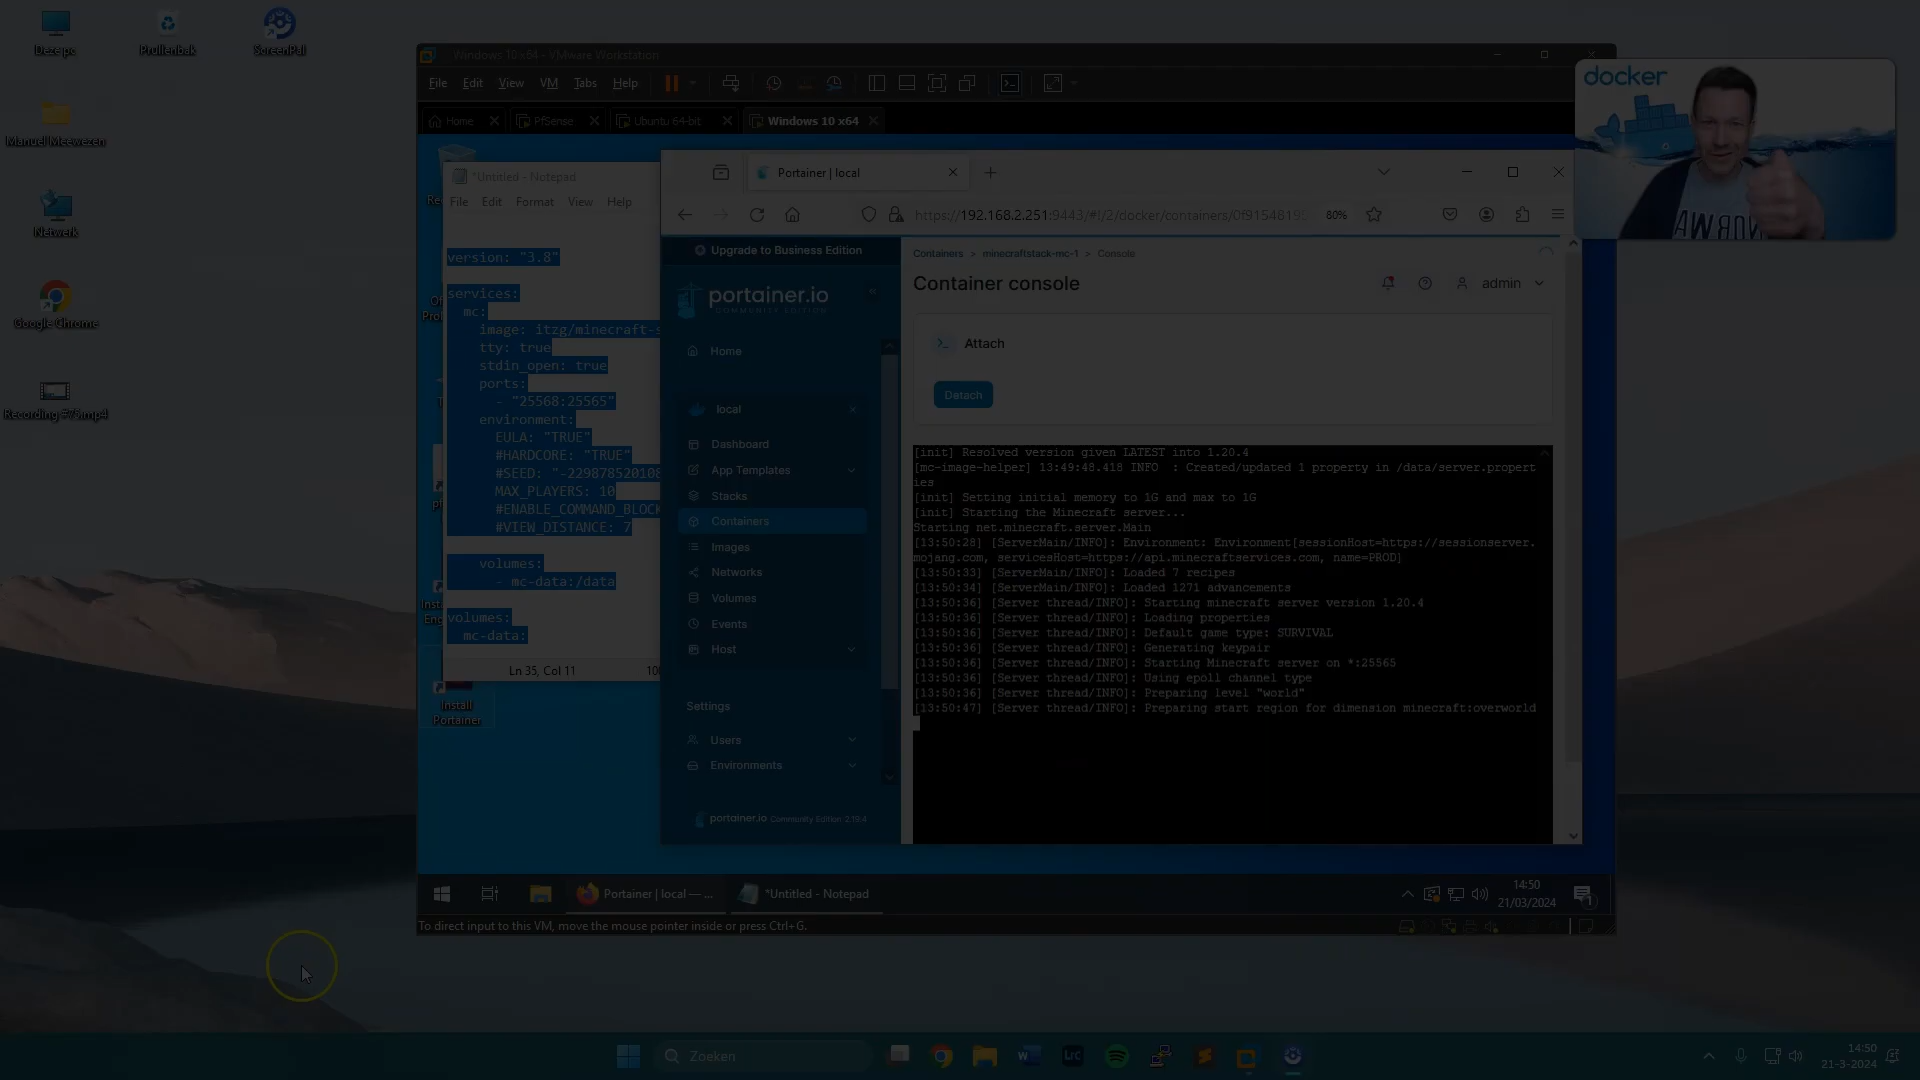 Deze pc
Prullenbak
ScreenPal
Manuel Meewezen
Netwerk
Google Chrome
Recording #75.mp4
Windows 10 x64 - VMware Workstation
File Edit View VM Tabs Help
Home
PfSense
Ubuntu 64-bit
Windows 10 x64
*Untitled - Notepad
File Edit Format View Help
version: "3.8"
services:
mc:
image: itzg/minecraft-s
tty: true
stdin_open: true
ports:
- "25568:25565"
environment:
EULA: "TRUE"
#HARDCORE: "TRUE"
#SEED: "-229878520108
MAX_PLAYERS: 10
#ENABLE_COMMAND_BLOCK
#VIEW_DISTANCE: 7
volumes:
- mc-data:/data
volumes:
mc-data:
Ln 35, Col 11
Install
Portainer
Portainer | local
https://192.168.2.251:9443/#!/2/docker/containers/0f9154819
80%
Upgrade to Business Edition
portainer.io
COMMUNITY EDITION
Home
local
Dashboard
App Templates
Stacks
Containers
Images
Networks
Volumes
Events
Host
Settings
Users
Environments
portainer.io Community Edition 2.19.4
Containers > minecraftstack-mc-1 > Console
Container console
admin
Attach
Detach
[init] Resolved version given LATEST into 1.20.4
[mc-image-helper] 13:49:48.418 INFO : Created/updated 1 property in /data/server.propert
ies
[init] Setting initial memory to 1G and max to 1G
[init] Starting the Minecraft server...
Starting net.minecraft.server.Main
[13:50:28] [ServerMain/INFO]: Environment: Environment[sessionHost=https://sessionserver.
mojang.com, servicesHost=https://api.minecraftservices.com, name=PROD]
[13:50:33] [ServerMain/INFO]: Loaded 7 recipes
[13:50:34] [ServerMain/INFO]: Loaded 1271 advancements
[13:50:36] [Server thread/INFO]: Starting minecraft server version 1.20.4
[13:50:36] [Server thread/INFO]: Loading properties
[13:50:36] [Server thread/INFO]: Default game type: SURVIVAL
[13:50:36] [Server thread/INFO]: Generating keypair
[13:50:36] [Server thread/INFO]: Starting Minecraft server on *:25565
[13:50:36] [Server thread/INFO]: Using epoll channel type
[13:50:36] [Server thread/INFO]: Preparing level "world"
[13:50:47] [Server thread/INFO]: Preparing start region for dimension minecraft:overworld
docker
Portainer | local — ...
*Untitled - Notepad
14:50
21/03/2024
To direct input to this VM, move the mouse pointer inside or press Ctrl+G.
Zoeken
14:50
21-3-2024